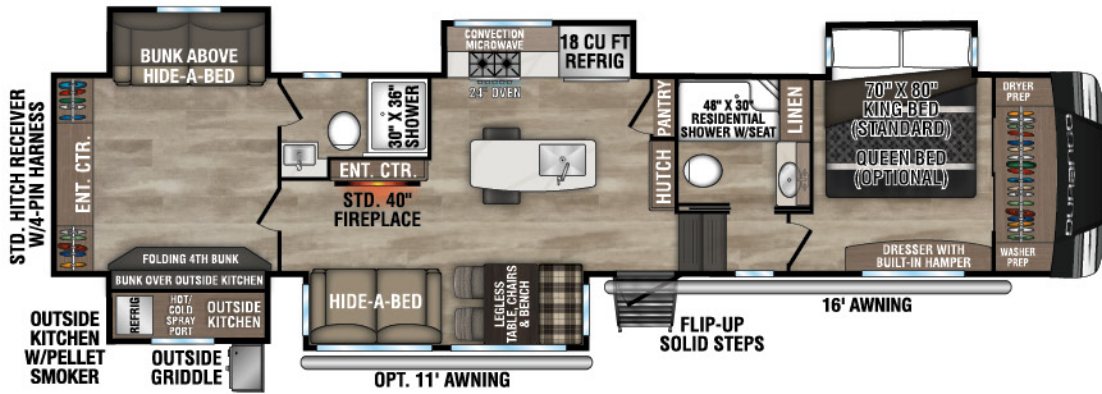 STD. HITCH RECEIVER
W/4-PIN HARNESS
ENT. CTR.
BUNK ABOVE
HIDE-A-BED
FOLDING 4TH BUNK
BUNK OVER OUTSIDE KITCHEN
REFRIG
HOT/
COLD
SPRAY
PORT
OUTSIDE
KITCHEN
OUTSIDE
KITCHEN
W/PELLET
SMOKER
OUTSIDE
GRIDDLE
30" X 36"
SHOWER
ENT. CTR.
STD. 40"
FIREPLACE
CONVECTION
MICROWAVE
24" OVEN
18 CU FT
REFRIG
HIDE-A-BED
LEGLESS
TABLE, CHAIRS
& BENCH
OPT. 11' AWNING
PANTRY
HUTCH
48" X 30"
RESIDENTIAL
SHOWER W/SEAT
LINEN
FLIP-UP
SOLID STEPS
16' AWNING
70" X 80"
KING BED
(STANDARD)
QUEEN BED
(OPTIONAL)
DRESSER WITH
BUILT-IN HAMPER
DRYER
PREP
WASHER
PREP
DURANGO